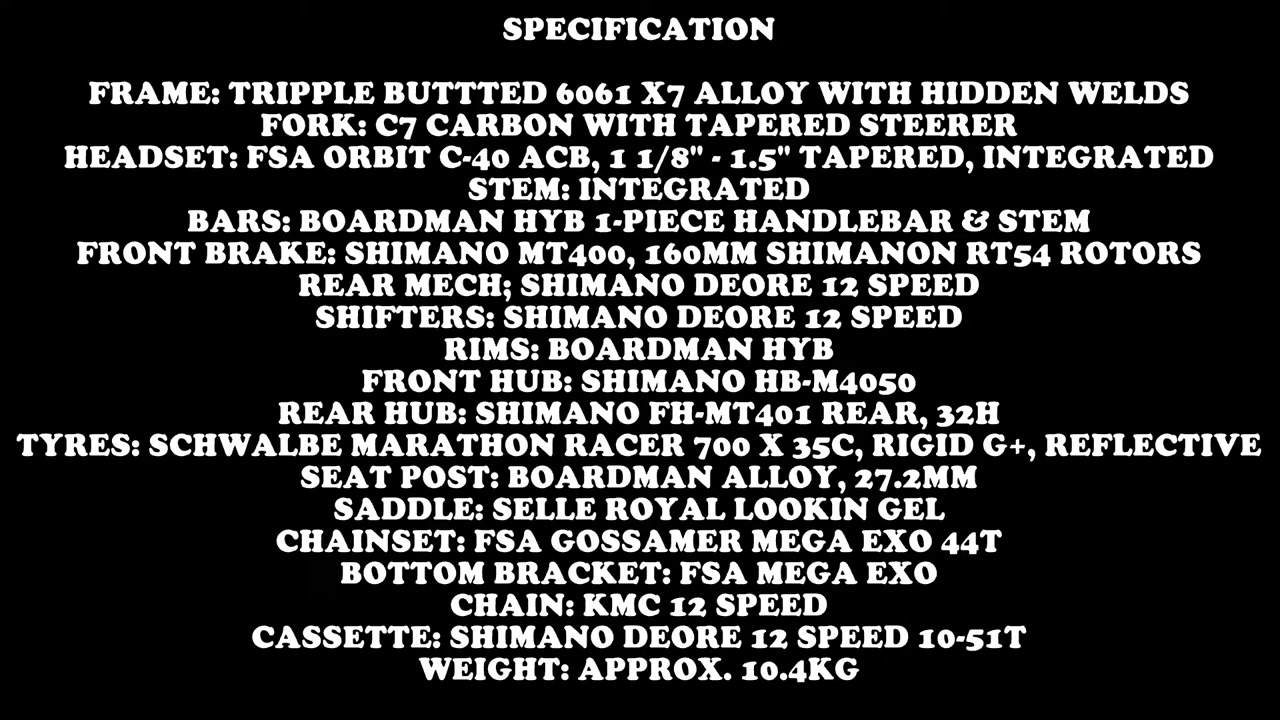 SPECIFICATION
FRAME: TRIPPLE BUTTTED 6061 X7 ALLOY WITH HIDDEN WELDS
FORK: C7 CARBON WITH TAPERED STEERER
HEADSET: FSA ORBIT C-40 ACB, 1 1/8" - 1.5" TAPERED, INTEGRATED
STEM: INTEGRATED
BARS: BOARDMAN HYB 1-PIECE HANDLEBAR & STEM
FRONT BRAKE: SHIMANO MT400, 160MM SHIMANON RT54 ROTORS
REAR MECH; SHIMANO DEORE 12 SPEED
SHIFTERS: SHIMANO DEORE 12 SPEED
RIMS: BOARDMAN HYB
FRONT HUB: SHIMANO HB-M4050
REAR HUB: SHIMANO FH-MT401 REAR, 32H
TYRES: SCHWALBE MARATHON RACER 700 X 35C, RIGID G+, REFLECTIVE
SEAT POST: BOARDMAN ALLOY, 27.2MM
SADDLE: SELLE ROYAL LOOKIN GEL
CHAINSET: FSA GOSSAMER MEGA EXO 44T
BOTTOM BRACKET: FSA MEGA EXO
CHAIN: KMC 12 SPEED
CASSETTE: SHIMANO DEORE 12 SPEED 10-51T
WEIGHT: APPROX. 10.4KG